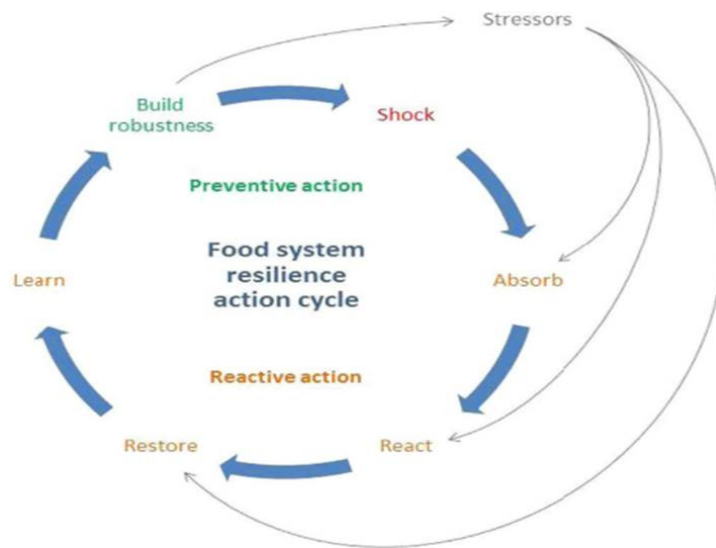 Stressors
Build
robustness
Shock
Preventive action
Food system
resilience
action cycle
Learn
Absorb
Reactive action
Restore
React